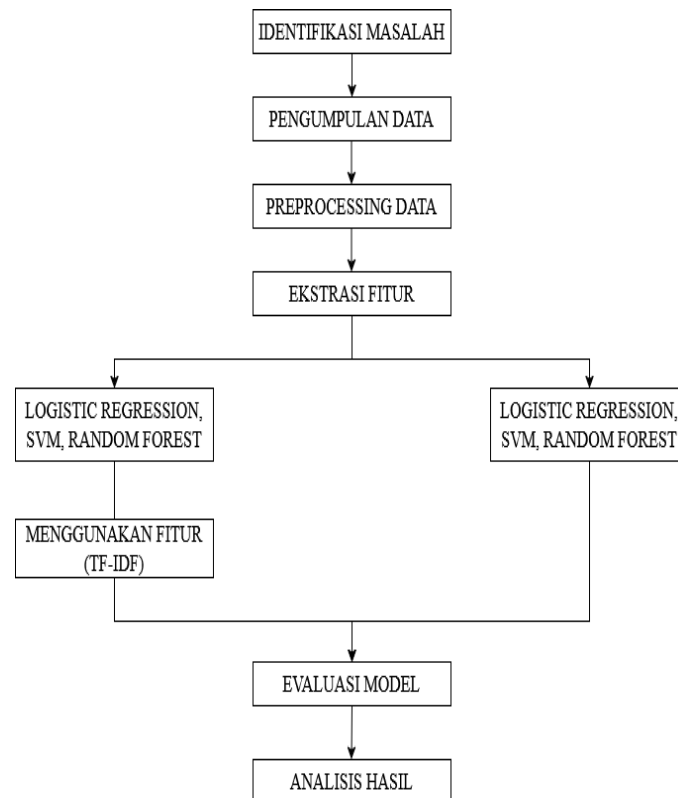 IDENTIFIKASI MASALAH
PENGUMPULAN DATA
PREPROCESSING DATA
EKSTRASI FITUR
LOGISTIC REGRESSION,
SVM, RANDOM FOREST
LOGISTIC REGRESSION,
SVM, RANDOM FOREST
MENGGUNAKAN FITUR
(TF-IDF)
EVALUASI MODEL
ANALISIS HASIL